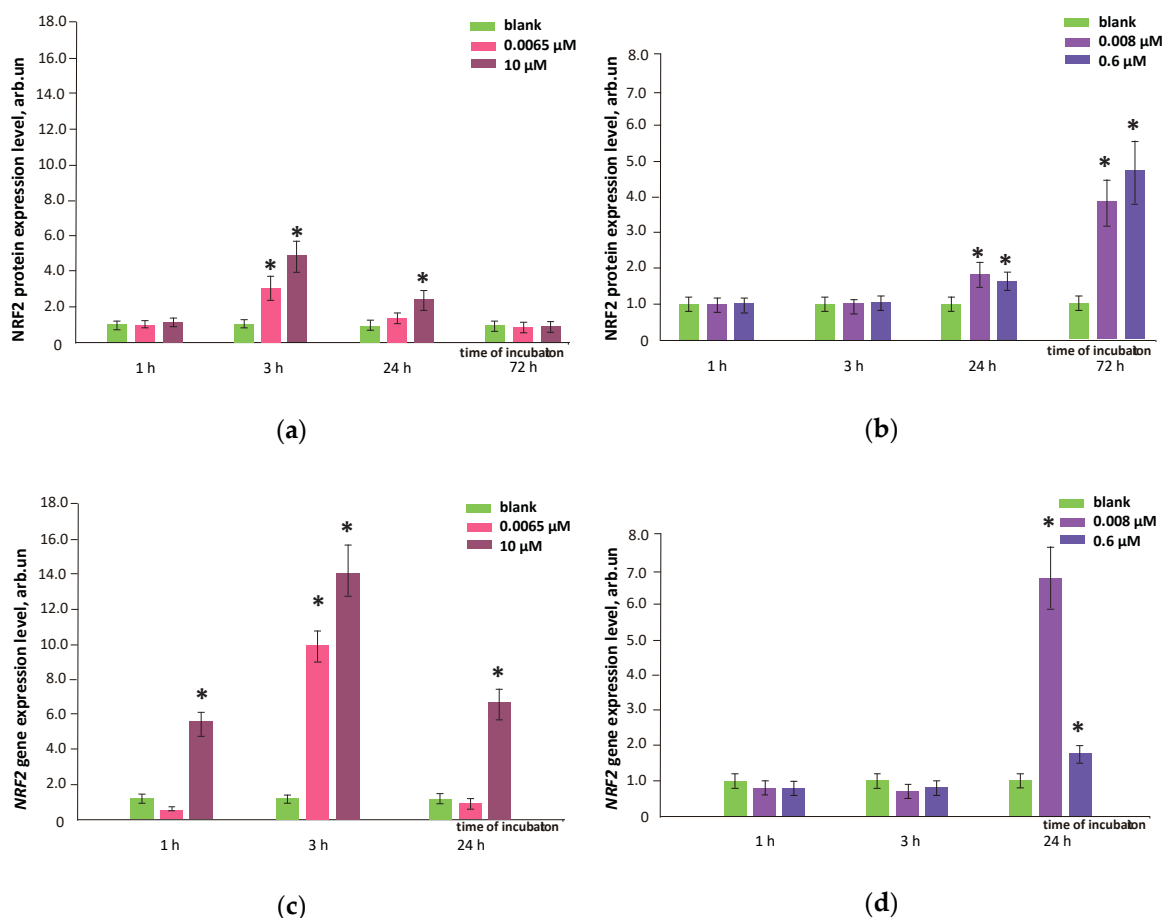 NRF2 protein expression level, arb.un
18.0
16.0
14.0
12.0
10.0
8.0
6.0
4.0
2.0
0
blank
0.0065 µM
10 µM
*
*
*
1 h
3 h
24 h
72 h
time of incubaton
(a)
NRF2 protein expression level, arb.un
8.0
7.0
6.0
5.0
4.0
3.0
2.0
1.0
0
blank
0.008 µM
0.6 µM
*
*
*
*
1 h
3 h
24 h
72 h
time of incubaton
(b)
NRF2 gene expression level, arb.un
18.0
16.0
14.0
12.0
10.0
8.0
6.0
4.0
2.0
0
blank
0.0065 µM
10 µM
*
*
*
*
1 h
3 h
24 h
time of incubaton
(c)
NRF2 gene expression level, arb.un
8.0
7.0
6.0
5.0
4.0
3.0
2.0
1.0
0
blank
0.008 µM
0.6 µM
*
*
1 h
3 h
24 h
time of incubaton
(d)